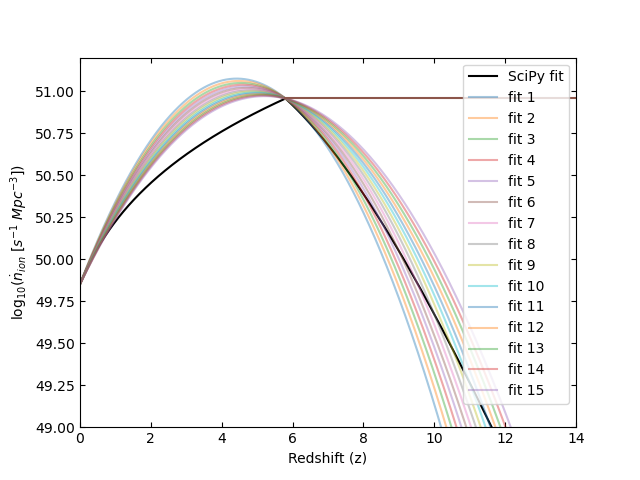 51.00
50.75
50.50
50.25
50.00
49.75
49.50
49.25
49.00
log₁₀(ṅᵢₒₙ [s⁻¹ Mpc⁻³])
0 2 4 6 8 10 12 14
Redshift (z)
SciPy fit
fit 1
fit 2
fit 3
fit 4
fit 5
fit 6
fit 7
fit 8
fit 9
fit 10
fit 11
fit 12
fit 13
fit 14
fit 15